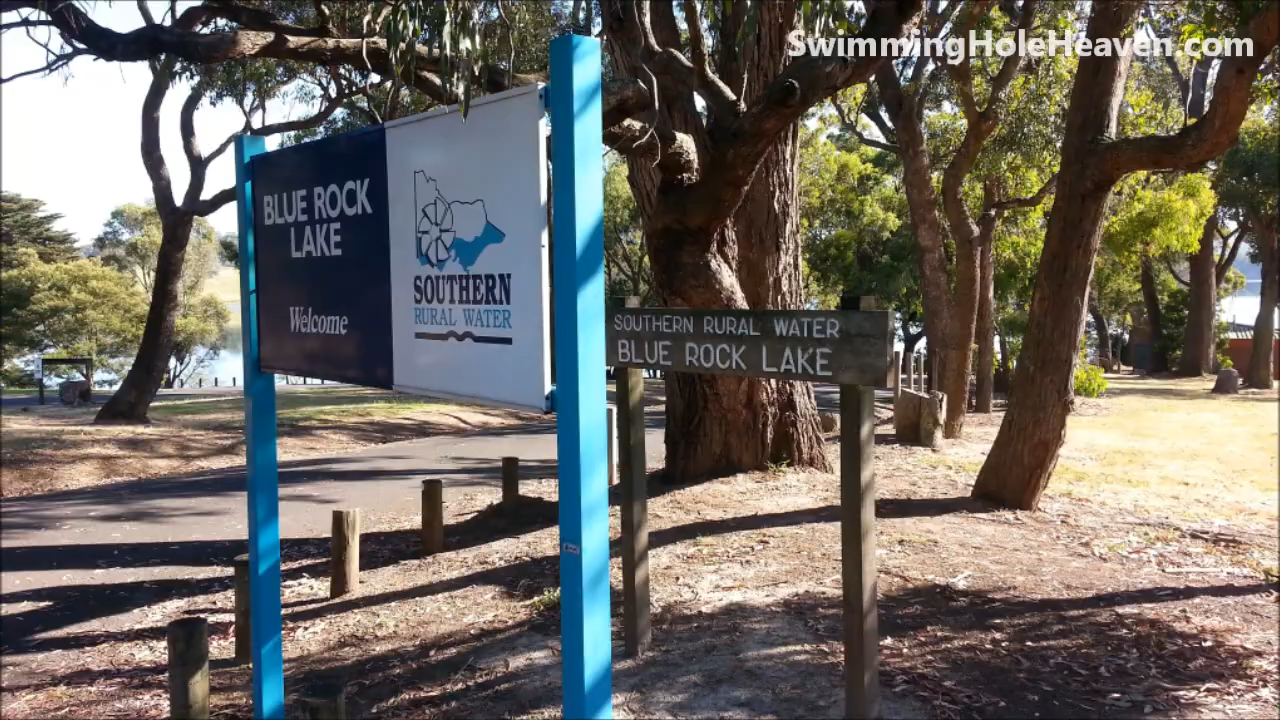 SwimmingHoleHeaven.com
BLUE ROCK
LAKE
Welcome
SOUTHERN
RURAL WATER
SOUTHERN RURAL WATER
BLUE ROCK LAKE